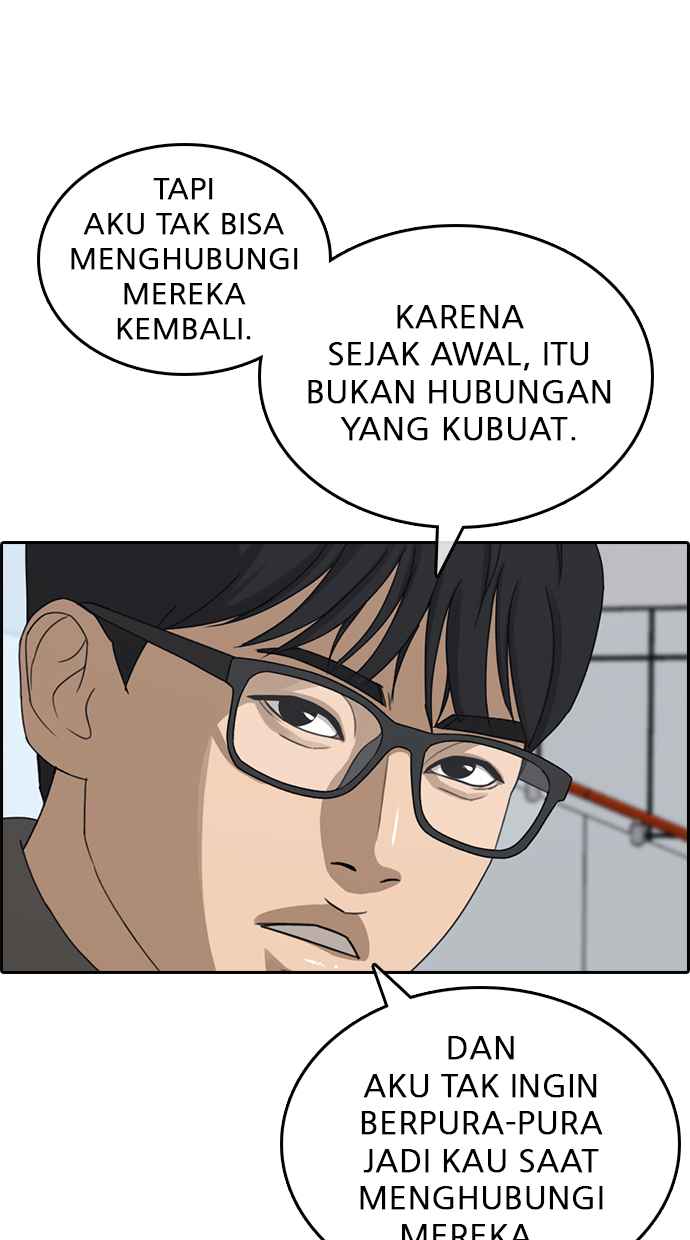 TAPI
AKU TAK BISA
MENGHUBUNGI
MEREKA
KEMBALI.
KARENA
SEJAK AWAL, ITU
BUKAN HUBUNGAN
YANG KUBUAT.
DAN
AKU TAK INGIN
BERPURA-PURA
JADI KAU SAAT
MENGHUBUNGI
MEREKA